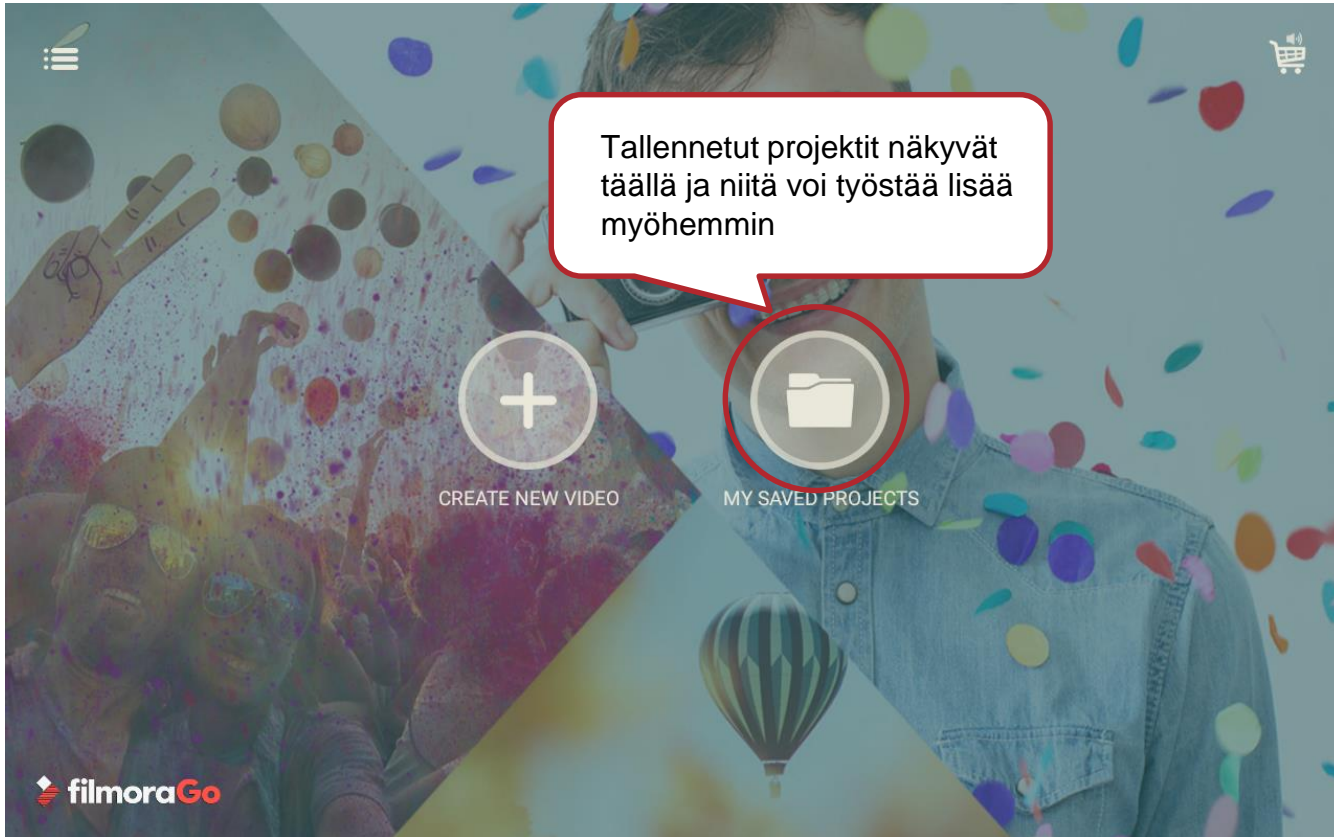 Tallennetut projektit näkyvät
täällä ja niitä voi työstää lisää
myöhemmin
CREATE NEW VIDEO
MY SAVED PROJECTS
filmoraGo